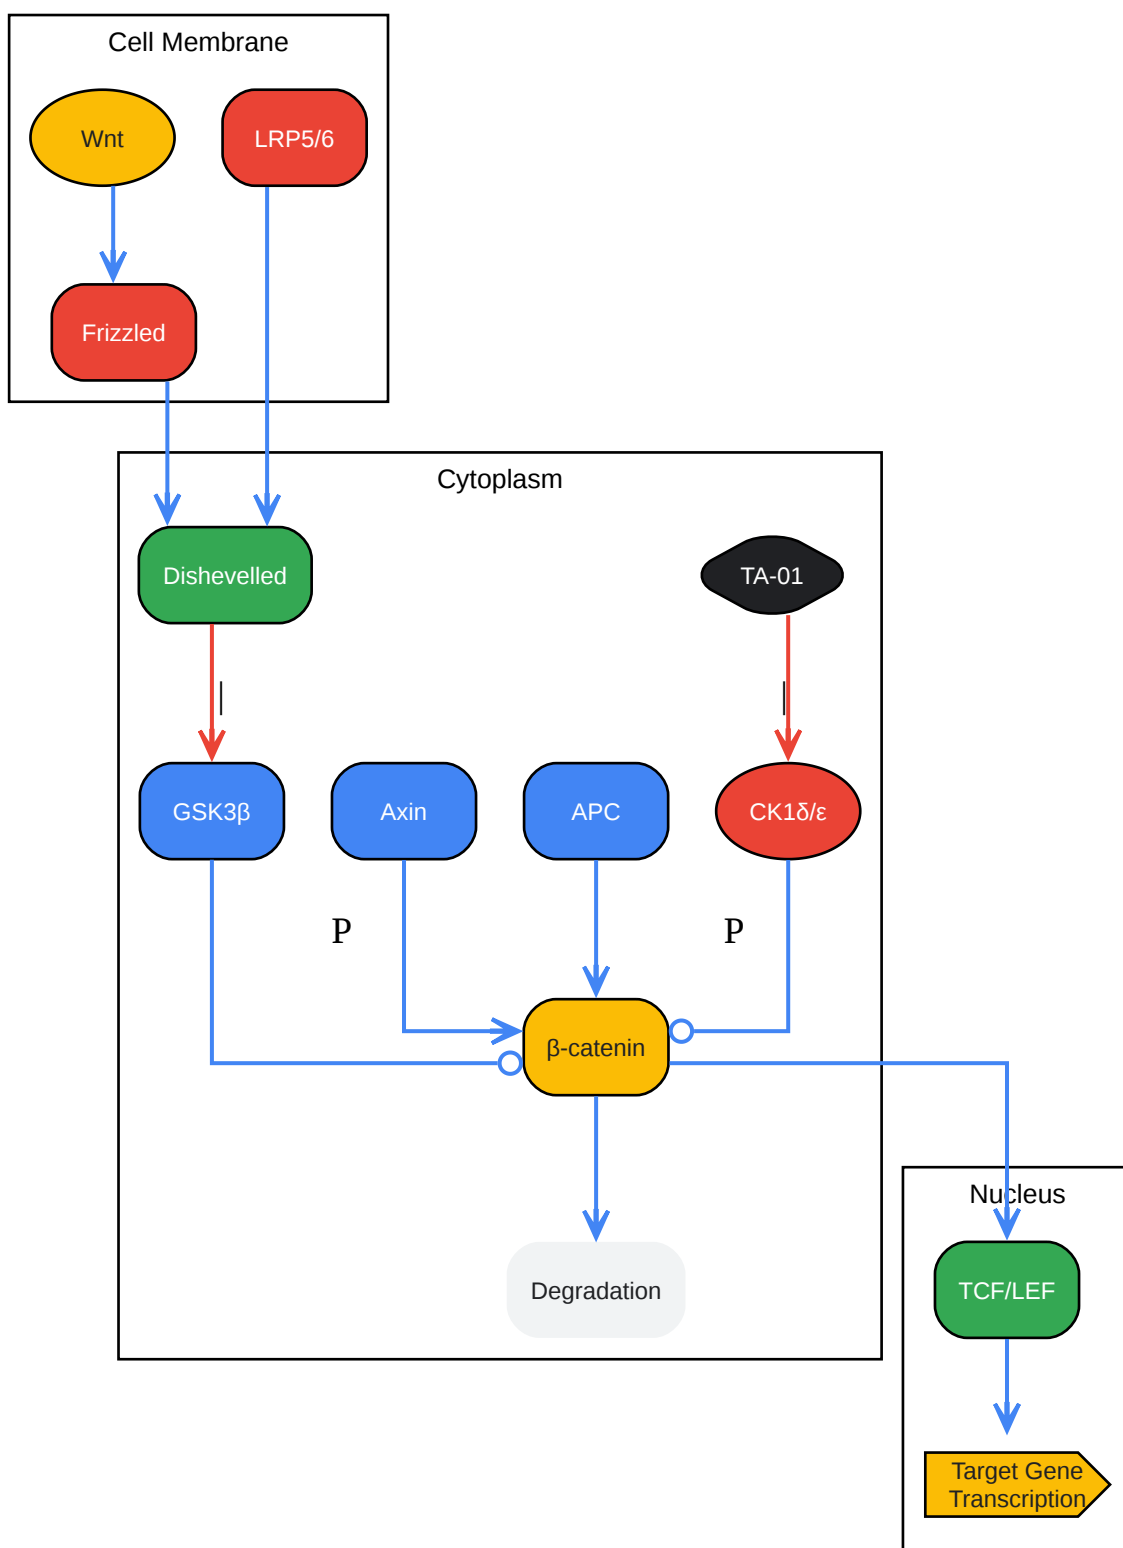 Cell Membrane
Wnt
LRP5/6
Frizzled
Cytoplasm
Dishevelled
TA-01
|
|
GSK3β
Axin
APC
CK1δ/ε
P
P
β-catenin
Nucleus
Degradation
TCF/LEF
Target Gene
Transcription